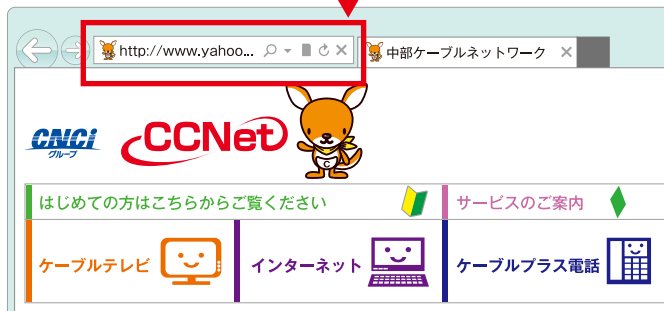 http://www.yahoo...
中部ケーブルネットワーク
CNCi
グループ
CCNet
C
はじめての方はこちらからご覧ください
サービスのご案内
ケーブルテレビ
インターネット
ケーブルプラス電話